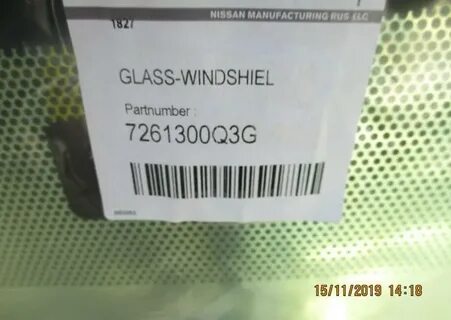 NISSAN MANUFACTURING RUS LLC
1827
GLASS-WINDSHIEL
Partnumber :
7261300Q3G
15/11/2019 14:18